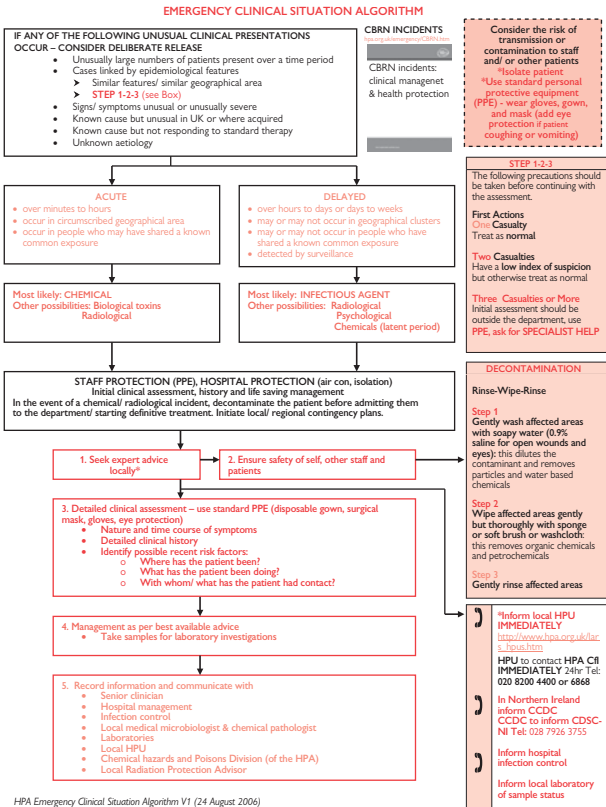 EMERGENCY CLINICAL SITUATION ALGORITHM
IF ANY OF THE FOLLOWING UNUSUAL CLINICAL PRESENTATIONS
OCCUR – CONSIDER DELIBERATE RELEASE
• Unusually large numbers of patients present over a time period
• Cases linked by epidemiological features
➤ Similar features/ similar geographical area
➤ STEP 1-2-3 (see Box)
• Signs/ symptoms unusual or unusually severe
• Known cause but unusual in UK or where acquired
• Known cause but not responding to standard therapy
• Unknown aetiology
CBRN INCIDENTS
hpa.org.uk/emergency/CBRN.htm
CBRN incidents:
clinical managenet
& health protection
Consider the risk of
transmission or
contamination to staff
and/ or other patients
*Isolate patient
*Use standard personal
protective equipment
(PPE) - wear gloves, gown,
and mask (add eye
protection if patient
coughing or vomiting)
ACUTE
• over minutes to hours
• occur in circumscribed geographical area
• occur in people who may have shared a known
common exposure
DELAYED
• over hours to days or days to weeks
• may or may not occur in geographical clusters
• may or may not occur in people who have
shared a known common exposure
• detected by surveillance
Most likely: CHEMICAL
Other possibilities: Biological toxins
Radiological
Most likely: INFECTIOUS AGENT
Other possibilities: Radiological
Psychological
Chemicals (latent period)
STEP 1-2-3
The following precautions should
be taken before continuing with
the assessment.
First Actions
One Casualty
Treat as normal
Two Casualties
Have a low index of suspicion
but otherwise treat as normal
Three Casualties or More
Initial assessment should be
outside the department, use
PPE, ask for SPECIALIST HELP
STAFF PROTECTION (PPE), HOSPITAL PROTECTION (air con, isolation)
Initial clinical assessment, history and life saving management
In the event of a chemical/ radiological incident, decontaminate the patient before admitting them
to the department/ starting definitive treatment. Initiate local/ regional contingency plans.
1. Seek expert advice
locally*
2. Ensure safety of self, other staff and
patients
3. Detailed clinical assessment – use standard PPE (disposable gown, surgical
mask, gloves, eye protection)
• Nature and time course of symptoms
• Detailed clinical history
• Identify possible recent risk factors:
o Where has the patient been?
o What has the patient been doing?
o With whom/ what has the patient had contact?
4. Management as per best available advice
• Take samples for laboratory investigations
5. Record information and communicate with
• Senior clinician
• Hospital management
• Infection control
• Local medical microbiologist & chemical pathologist
• Laboratories
• Local HPU
• Chemical hazards and Poisons Division (of the HPA)
• Local Radiation Protection Advisor
DECONTAMINATION
Rinse-Wipe-Rinse
Step 1
Gently wash affected areas
with soapy water (0.9%
saline for open wounds and
eyes): this dilutes the
contaminant and removes
particles and water based
chemicals
Step 2
Wipe affected areas gently
but thoroughly with sponge
or soft brush or washcloth:
this removes organic chemicals
and petrochemicals
Step 3
Gently rinse affected areas
*Inform local HPU
IMMEDIATELY
http://www.hpa.org.uk/lar
s_hpus.htm
HPU to contact HPA CfI
IMMEDIATELY 24hr Tel:
020 8200 4400 or 6868
In Northern Ireland
inform CCDC
CCDC to inform CDSC-
NI Tel: 028 7926 3755
Inform hospital
infection control
Inform local laboratory
of sample status
HPA Emergency Clinical Situation Algorithm V1 (24 August 2006)